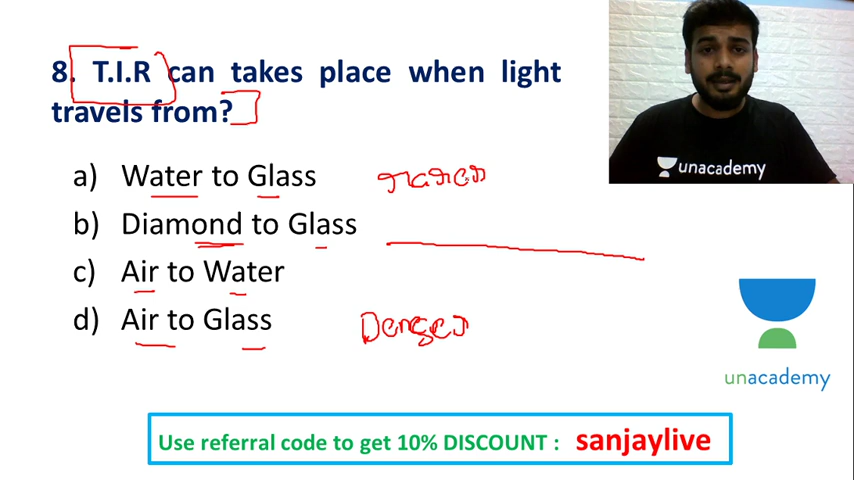 8. T.I.R can takes place when light
travels from?
a) Water to Glass
rarer
b) Diamond to Glass
c) Air to Water
d) Air to Glass
Denser
unacademy
unacademy
Use referral code to get 10% DISCOUNT : sanjaylive